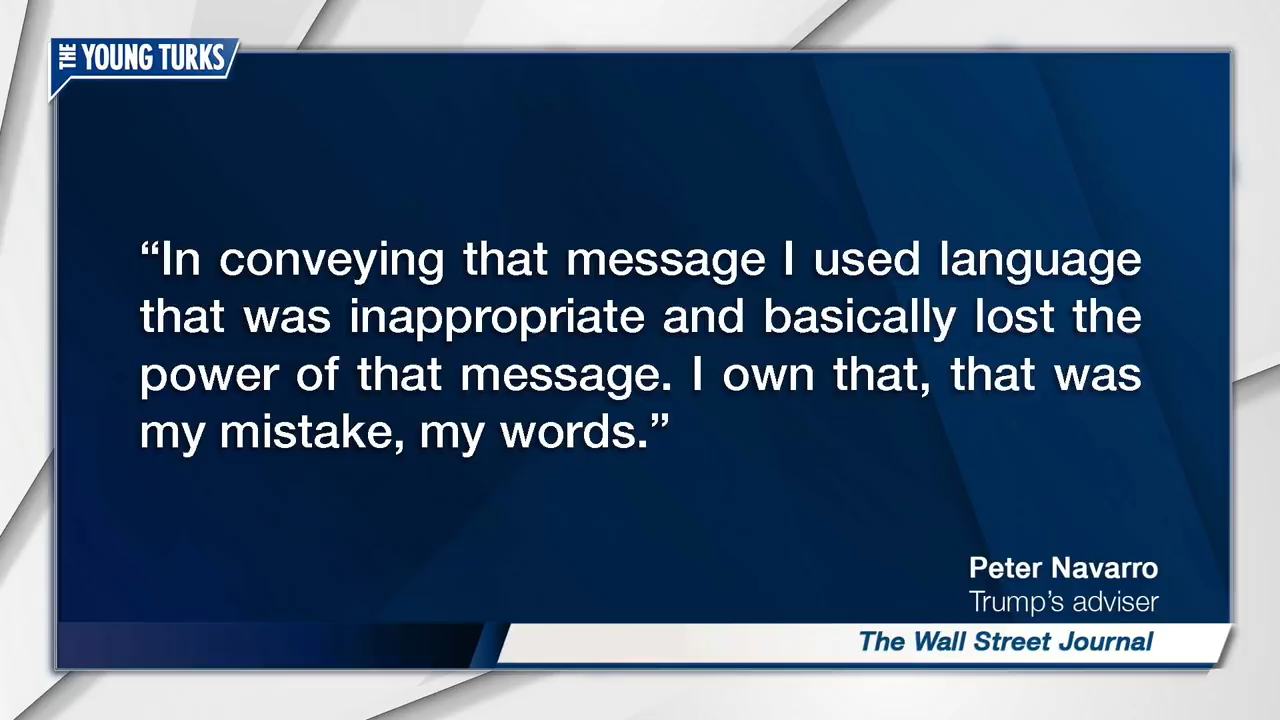 THE YOUNG TURKS
“In conveying that message I used language
that was inappropriate and basically lost the
power of that message. I own that, that was
my mistake, my words.”
Peter Navarro
Trump’s adviser
The Wall Street Journal